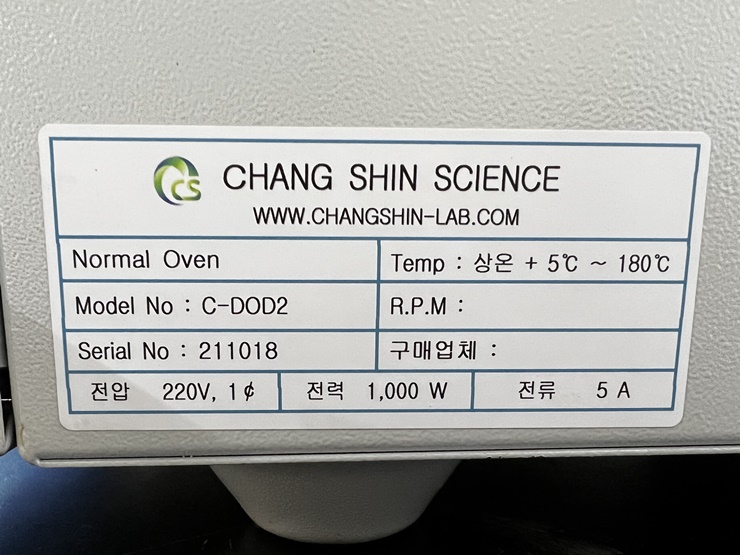 CS CHANG SHIN SCIENCE
WWW.CHANGSHIN-LAB.COM
Normal Oven
Temp : 상온 + 5℃ ~ 180℃
Model No : C-DOD2
R.P.M :
Serial No : 211018
구매업체 :
전압 220V, 1¢
전력 1,000 W
전류 5 A